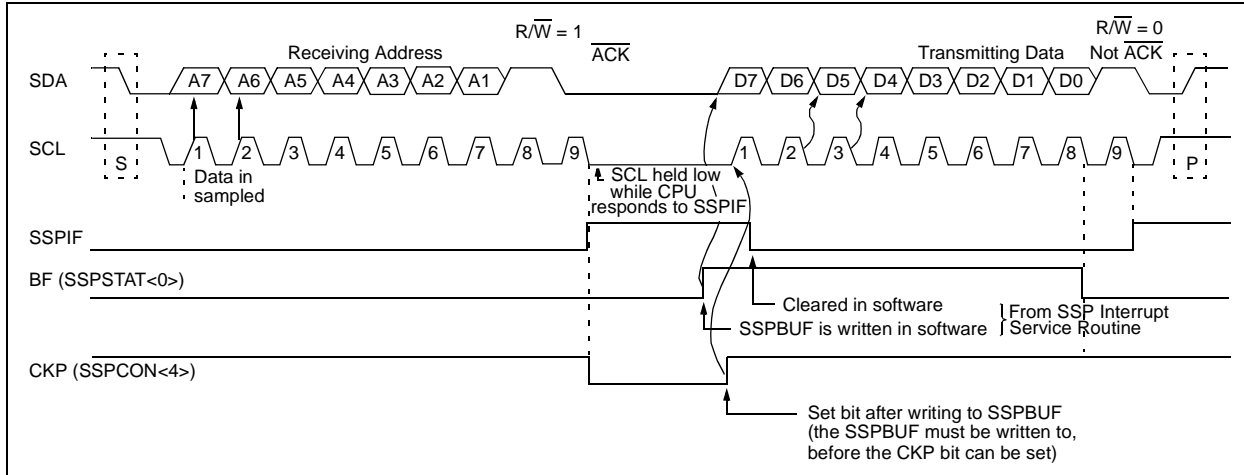 R/W = 1
R/W = 0
Receiving Address
ACK
Transmitting Data
Not ACK
SDA
A7 A6 A5 A4 A3 A2 A1
D7 D6 D5 D4 D3 D2 D1 D0
SCL
S
1 2 3 4 5 6 7 8 9
1 2 3 4 5 6 7 8 9
P
Data in
sampled
SCL held low
while CPU
responds to SSPIF
SSPIF
BF (SSPSTAT<0>)
Cleared in software
SSPBUF is written in software
From SSP Interrupt
Service Routine
CKP (SSPCON<4>)
Set bit after writing to SSPBUF
(the SSPBUF must be written to,
before the CKP bit can be set)